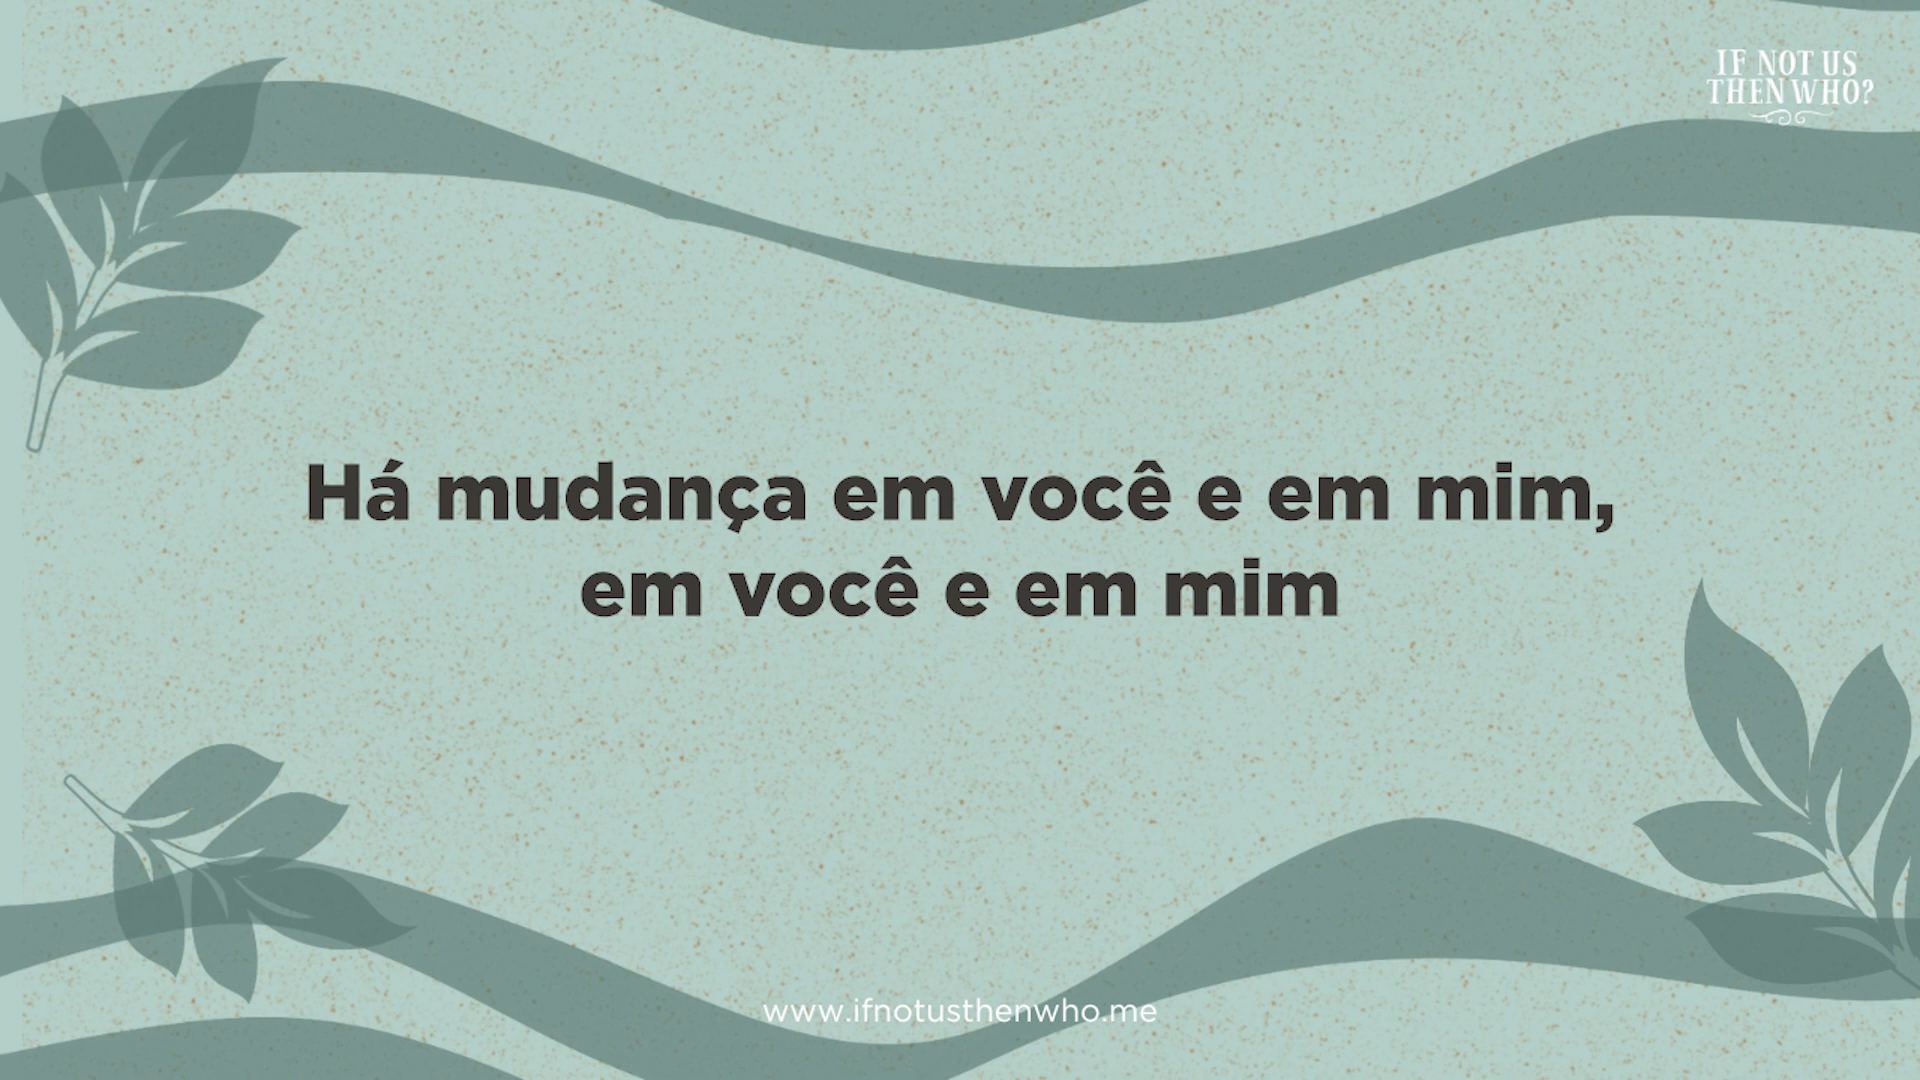 IF NOT US
THEN WHO?
Há mudança em você e em mim,
em você e em mim
www.ifnotusthenwho.me